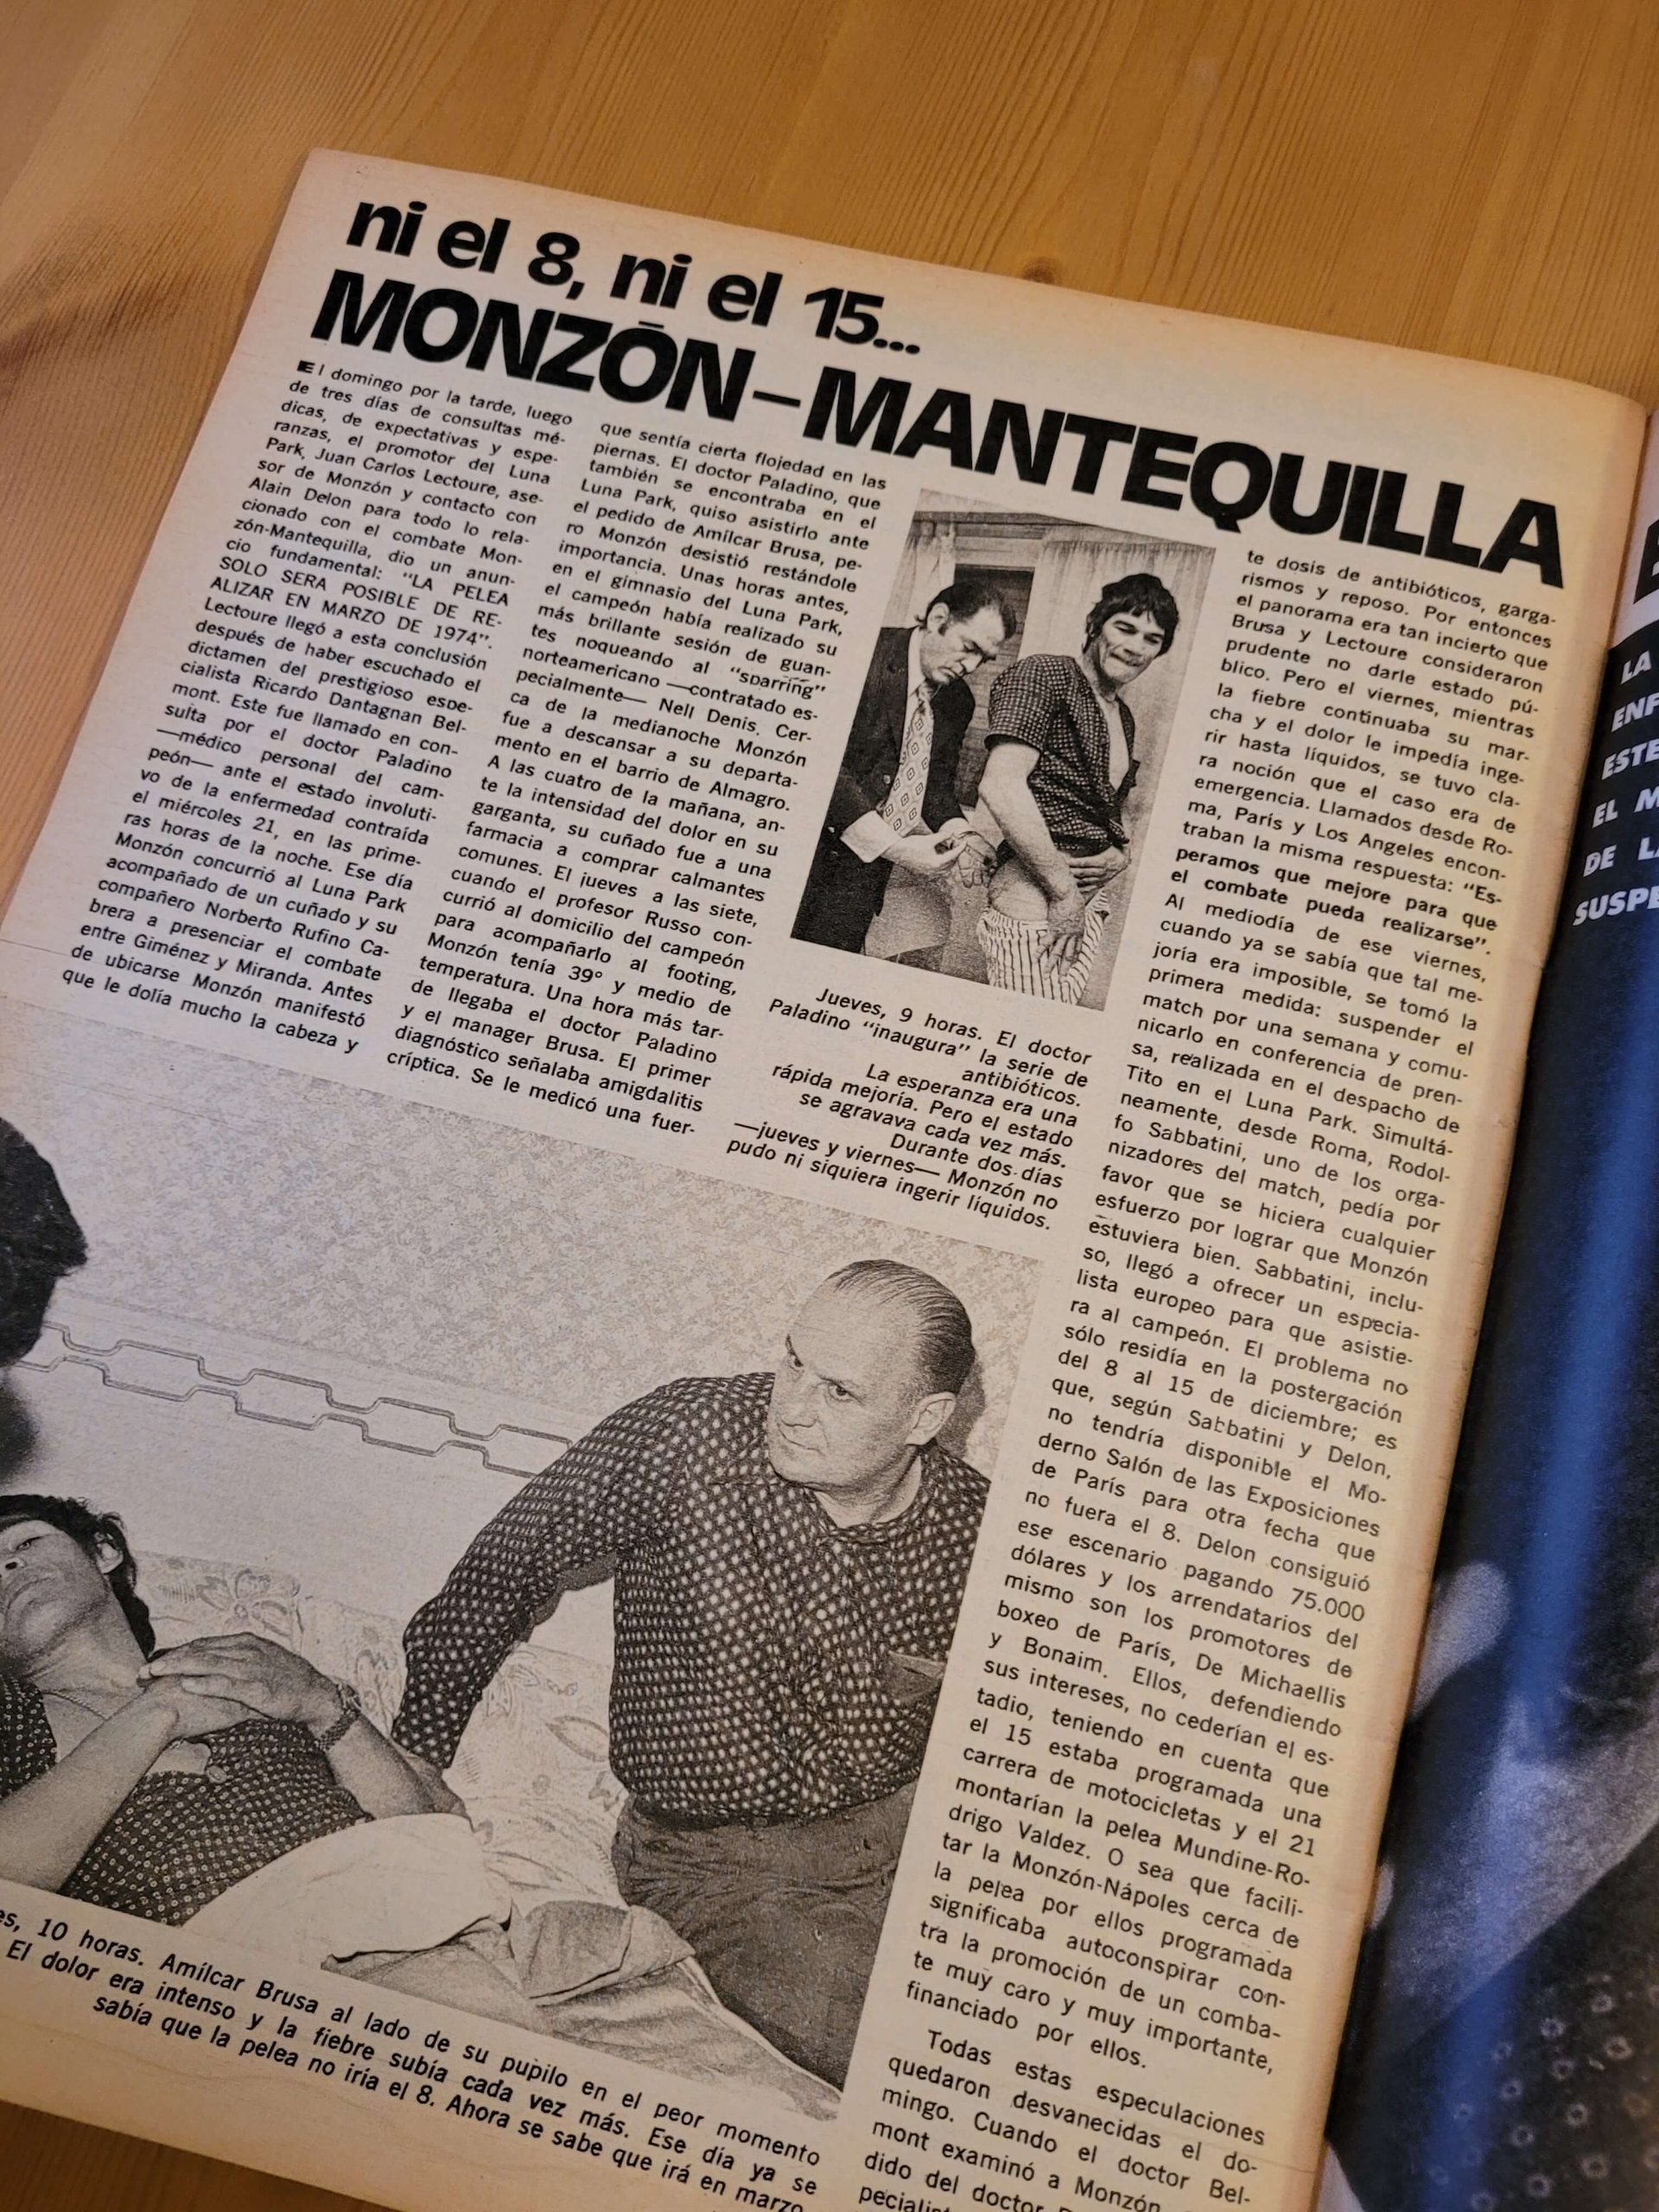 ni el 8, ni el 15...
MONZÓN–MANTEQUILLA
El domingo por la tarde, luego
de tres días de consultas mé-
dicas, de expectativas y espe-
ranzas, el promotor del Luna
Park, Juan Carlos Lectoure, ase-
sor de Monzón y contacto con
Alain Delon para todo lo rela-
cionado con el combate Mon-
zón-Mantequilla, dio un anun-
cio fundamental: "LA PELEA
SOLO SERA POSIBLE DE RE-
ALIZAR EN MARZO DE 1974".
Lectoure llegó a esta conclusión
después de haber escuchado el
dictamen del prestigioso espe-
cialista Ricardo Dantagnan Bel-
mont. Este fue llamado en con-
sulta por el doctor Paladino
—médico personal del cam-
peón— ante el estado involuti-
vo de la enfermedad contraída
el miércoles 21, en las prime-
ras horas de la noche. Ese día
Monzón concurrió al Luna Park
acompañado de un cuñado y su
compañero Norberto Rufino Ca-
brera a presenciar el combate
entre Giménez y Miranda. Antes
de ubicarse Monzón manifestó
que le dolía mucho la cabeza y
que sentía cierta flojedad en las
piernas. El doctor Paladino, que
también se encontraba en el
Luna Park, quiso asistirlo ante
el pedido de Amílcar Brusa, pe-
ro Monzón desistió restándole
importancia. Unas horas antes,
en el gimnasio del Luna Park,
el campeón había realizado su
más brillante sesión de guan-
tes noqueando al "sparring"
norteamericano —contratado es-
pecialmente— Nell Denis. Cer-
ca de la medianoche Monzón
fue a descansar a su departa-
mento en el barrio de Almagro.
A las cuatro de la mañana, an-
te la intensidad del dolor en su
garganta, su cuñado fue a una
farmacia a comprar calmantes
comunes. El jueves a las siete,
cuando el profesor Russo con-
currió al domicilio del campeón
para acompañarlo al footing,
Monzón tenía 39° y medio de
temperatura. Una hora más tar-
de llegaba el doctor Paladino
y el manager Brusa. El primer
diagnóstico señalaba amigdalitis
críptica. Se le medicó una fuer-
Jueves, 9 horas. El doctor
Paladino "inaugura" la serie de
antibióticos.
La esperanza era una
rápida mejoría. Pero el estado
se agravava cada vez más.
Durante dos días
—jueves y viernes— Monzón no
pudo ni siquiera ingerir líquidos.
te dosis de antibióticos, garga-
rismos y reposo. Por entonces
el panorama era tan incierto que
Brusa y Lectoure consideraron
prudente no darle estado pú-
blico. Pero el viernes, mientras
la fiebre continuaba su mar-
cha y el dolor le impedía inge-
rir hasta líquidos, se tuvo cla-
ra noción que el caso era de
emergencia. Llamados desde Ro-
ma, París y Los Angeles encon-
traban la misma respuesta: "Es-
peramos que mejore para que
el combate pueda realizarse".
Al mediodía de ese viernes,
cuando ya se sabía que tal me-
joría era imposible, se tomó la
primera medida: suspender el
match por una semana y comu-
nicarlo en conferencia de pren-
sa, realizada en el despacho de
Tito en el Luna Park. Simultá-
neamente, desde Roma, Rodol-
fo Sabbatini, uno de los orga-
nizadores del match, pedía por
favor que se hiciera cualquier
esfuerzo por lograr que Monzón
estuviera bien. Sabbatini, inclu-
so, llegó a ofrecer un especia-
lista europeo para que asistie-
ra al campeón. El problema no
sólo residía en la postergación
del 8 al 15 de diciembre; es
que, según Sabbatini y Delon,
no tendría disponible el Mo-
derno Salón de las Exposiciones
de París para otra fecha que
no fuera el 8. Delon consiguió
ese escenario pagando 75.000
dólares y los arrendatarios del
mismo son los promotores de
boxeo de París, De Michaellis
y Bonaim. Ellos, defendiendo
sus intereses, no cederían el es-
tadio, teniendo en cuenta que
el 15 estaba programada una
carrera de motocicletas y el 21
montarían la pelea Mundine-Ro-
drigo Valdez. O sea que facili-
tar la Monzón-Nápoles cerca de
la pelea por ellos programada
significaba autoconspirar con-
tra la promoción de un comba-
te muy caro y muy importante,
financiado por ellos.
Todas estas especulaciones
quedaron desvanecidas el do-
mingo. Cuando el doctor Bel-
mont examinó a Monzón
dido del doctor
es, 10 horas. Amílcar Brusa al lado de su pupilo en el peor momento
El dolor era intenso y la fiebre subía cada vez más. Ese día ya se
sabía que la pelea no iría el 8. Ahora se sabe que irá en marzo
LA
ENF
ESTE
EL M
DE LA
SUSPE